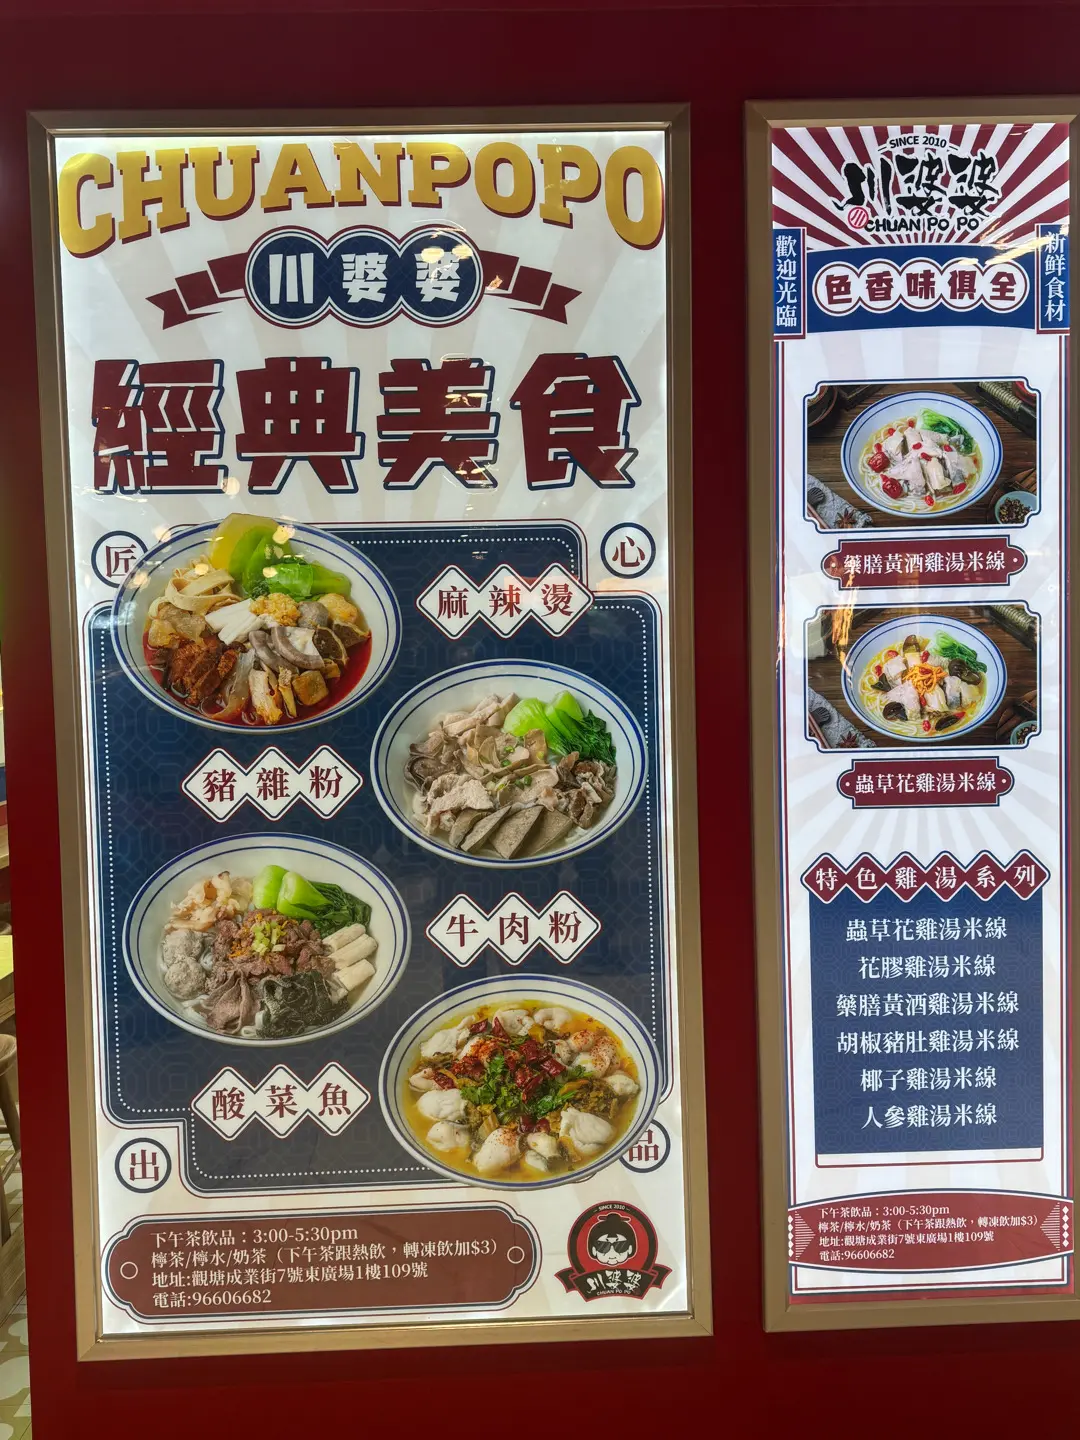 CHUANPOPO
川婆婆
經典美食
匠
心
麻辣燙
豬雜粉
牛肉粉
酸菜魚
出
品
下午茶飲品：3:00-5:30pm
檸茶/檸水/奶茶（下午茶跟熱飲，轉凍飲加$3）
地址:觀塘成業街7號東廣場1樓109號
電話:96606682
SINCE 2010
川婆婆
CHUAN PO PO
SINCE 2010
川婆婆
川
CHUAN PO PO
歡迎光臨
新鮮食材
色香味俱全
藥膳黃酒雞湯米線
蟲草花雞湯米線
特色雞湯系列
蟲草花雞湯米線
花膠雞湯米線
藥膳黃酒雞湯米線
胡椒豬肚雞湯米線
椰子雞湯米線
人參雞湯米線
下午茶飲品：3:00-5:30pm
檸茶/檸水/奶茶（下午茶跟熱飲，轉凍飲加$3）
地址:觀塘成業街7號東廣場1樓109號
電話:96606682